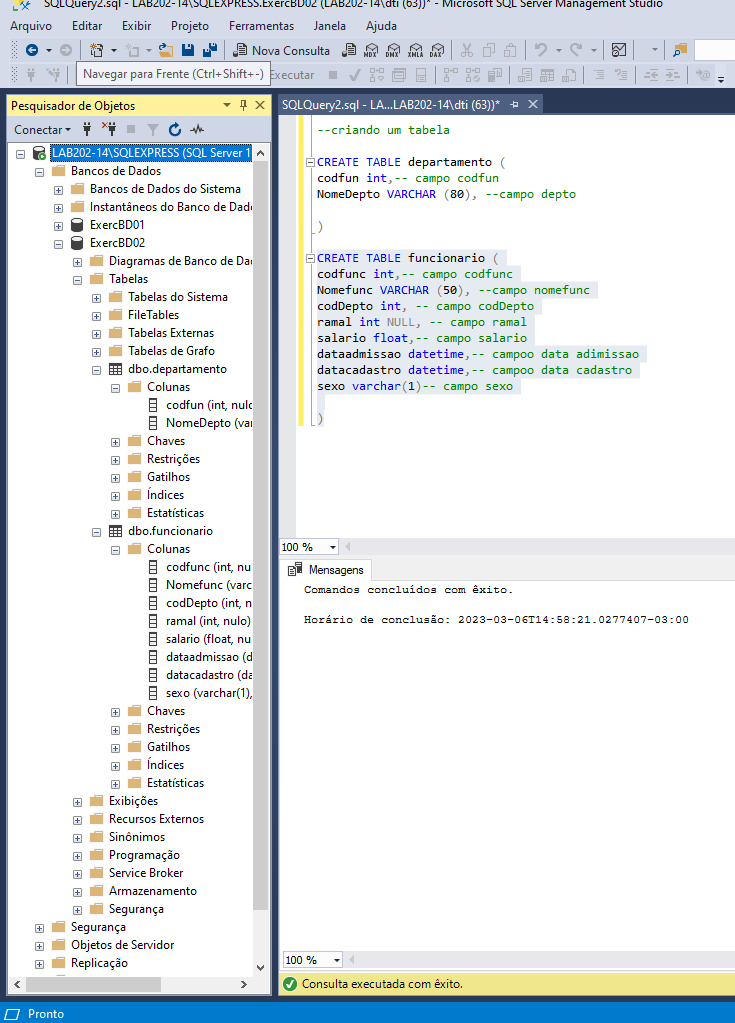 SQLQuery2.sql - LAB202-14\SQLEXPRESS.ExercBD02 (LAB202-14\dti (63))* - Microsoft SQL Server Management Studio
Arquivo Editar Exibir Projeto Ferramentas Janela Ajuda
Nova Consulta MDX DMX XMLA DAX
Navegar para Frente (Ctrl+Shift+-) Executar
Pesquisador de Objetos
Conectar
LAB202-14\SQLEXPRESS (SQL Server 1
Bancos de Dados
Bancos de Dados do Sistema
Instantâneos do Banco de Dado
ExercBD01
ExercBD02
Diagramas de Banco de Da
Tabelas
Tabelas do Sistema
FileTables
Tabelas Externas
Tabelas de Grafo
dbo.departamento
Colunas
codfun (int, nulo
NomeDepto (var
Chaves
Restrições
Gatilhos
Índices
Estatísticas
dbo.funcionario
Colunas
codfunc (int, nu
Nomefunc (varc
codDepto (int, n
ramal (int, nulo)
salario (float, nu
dataadmissao (d
datacadastro (da
sexo (varchar(1),
Chaves
Restrições
Gatilhos
Índices
Estatísticas
Exibições
Recursos Externos
Sinônimos
Programação
Service Broker
Armazenamento
Segurança
Segurança
Objetos de Servidor
Replicação
SQLQuery2.sql - LA...LAB202-14\dti (63))*
--criando um tabela
CREATE TABLE departamento (
codfun int,-- campo codfun
NomeDepto VARCHAR (80), --campo depto
)
CREATE TABLE funcionario (
codfunc int,-- campo codfunc
Nomefunc VARCHAR (50), --campo nomefunc
codDepto int, -- campo codDepto
ramal int NULL, -- campo ramal
salario float,-- campo salario
dataadmissao datetime,-- campoo data adimissao
datacadastro datetime,-- campoo data cadastro
sexo varchar(1)-- campo sexo
)
100 %
Mensagens
Comandos concluídos com êxito.
Horário de conclusão: 2023-03-06T14:58:21.0277407-03:00
100 %
Consulta executada com êxito.
Pronto